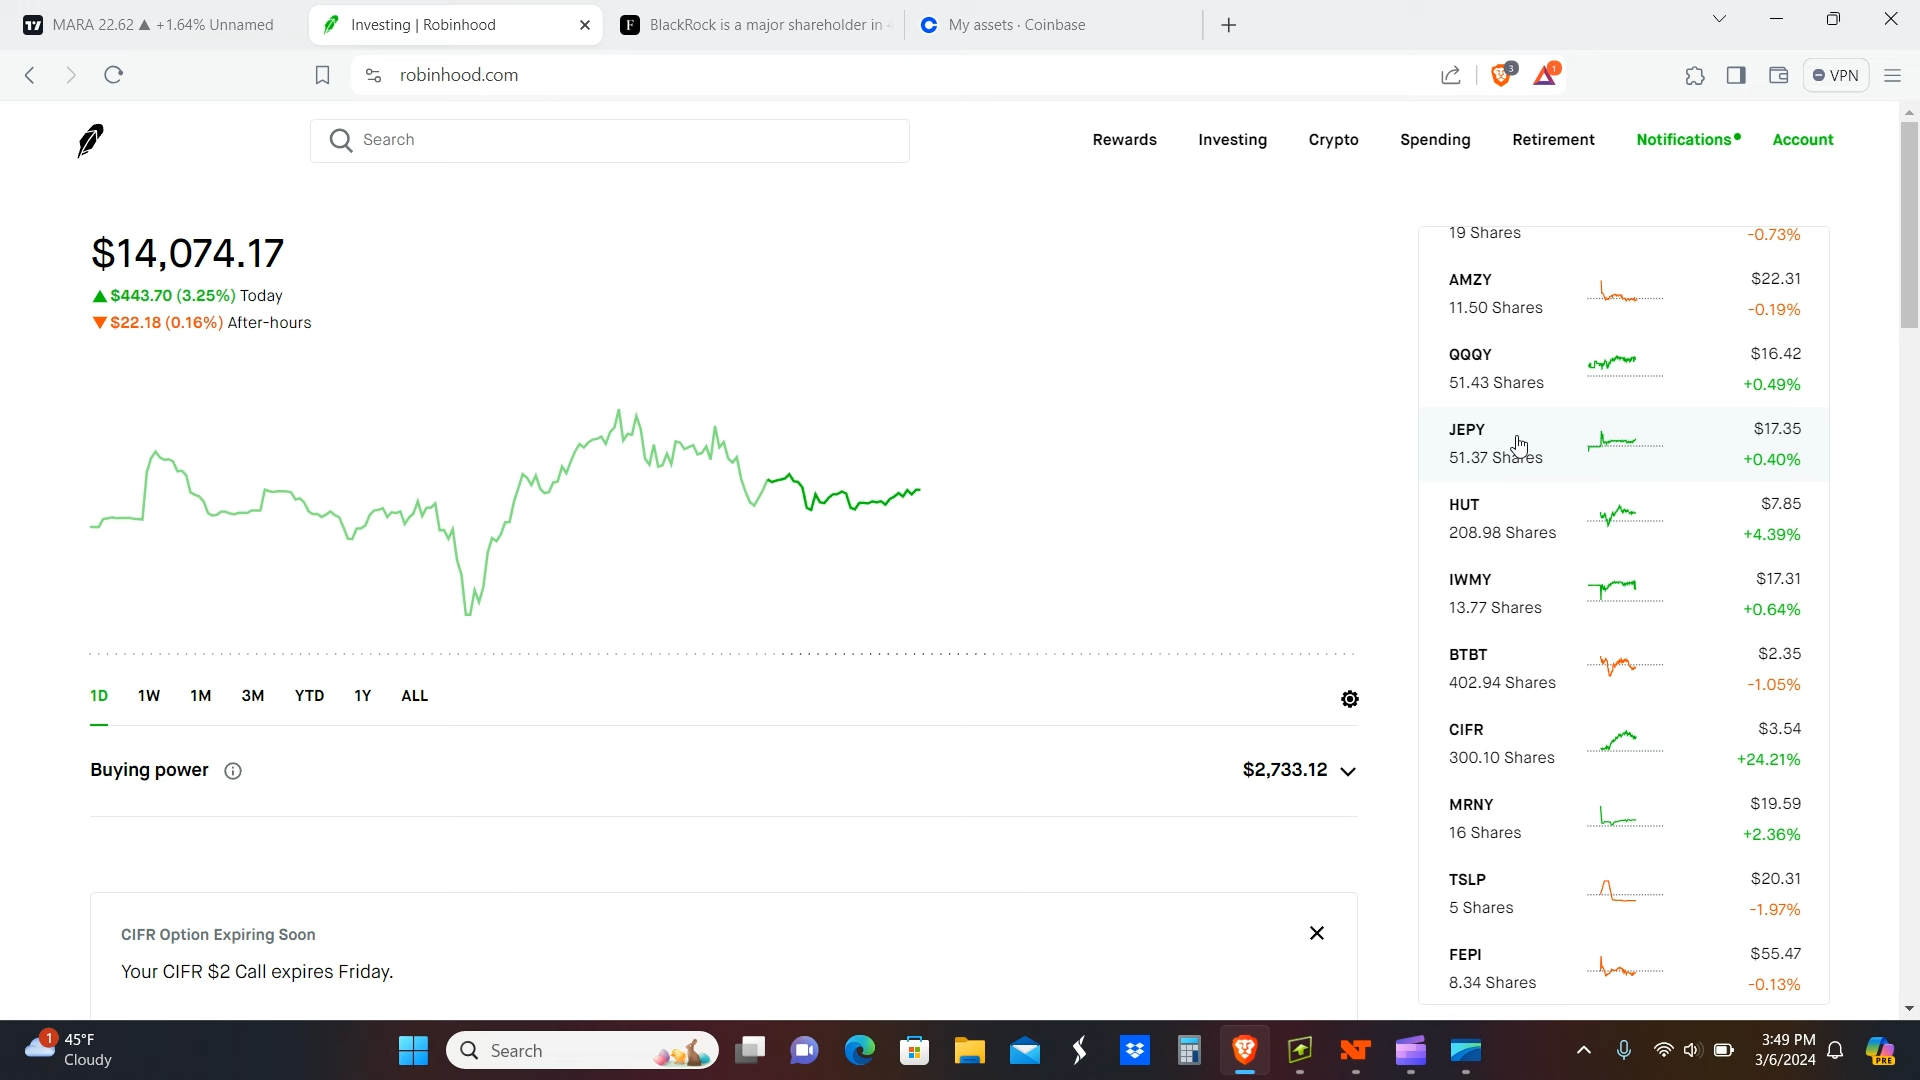 MARA 22.62 ▲ +1.64% Unnamed
Investing | Robinhood
BlackRock is a major shareholder in
My assets · Coinbase
robinhood.com
3
1
VPN
Search
Rewards
Investing
Crypto
Spending
Retirement
Notifications
Account
$14,074.17
▲ $443.70 (3.25%) Today
▼ $22.18 (0.16%) After-hours
1D
1W
1M
3M
YTD
1Y
ALL
Buying power
$2,733.12
CIFR Option Expiring Soon
Your CIFR $2 Call expires Friday.
19 Shares
-0.73%
AMZY
$22.31
11.50 Shares
-0.19%
QQQY
$16.42
51.43 Shares
+0.49%
JEPY
$17.35
51.37 Shares
+0.40%
HUT
$7.85
208.98 Shares
+4.39%
IWMY
$17.31
13.77 Shares
+0.64%
BTBT
$2.35
402.94 Shares
-1.05%
CIFR
$3.54
300.10 Shares
+24.21%
MRNY
$19.59
16 Shares
+2.36%
TSLP
$20.31
5 Shares
-1.97%
FEPI
$55.47
8.34 Shares
-0.13%
1
45°F
Cloudy
Search
3:49 PM
3/6/2024
PRE